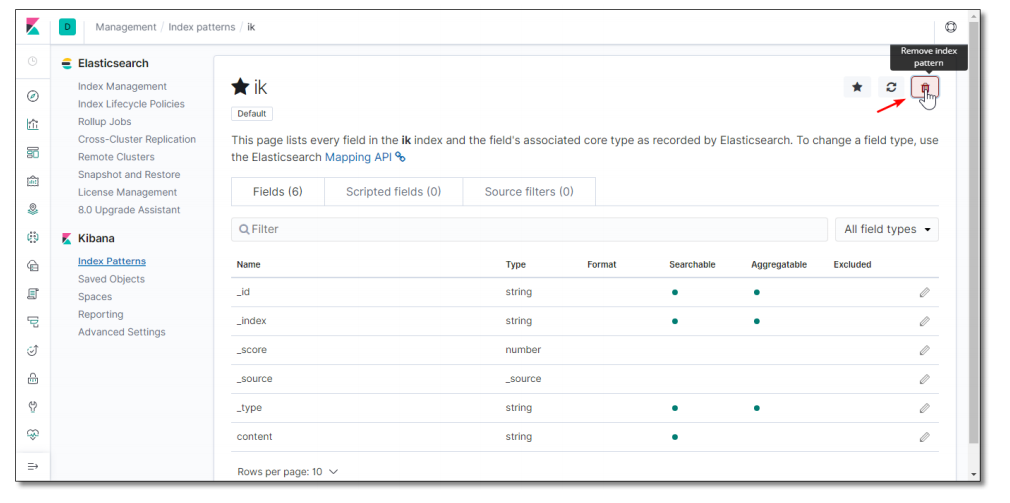 D Management / Index patterns / ik
Remove index
pattern
Elasticsearch
Index Management
Index Lifecycle Policies
Rollup Jobs
Cross-Cluster Replication
Remote Clusters
Snapshot and Restore
License Management
8.0 Upgrade Assistant
Kibana
Index Patterns
Saved Objects
Spaces
Reporting
Advanced Settings
ik
Default
This page lists every field in the ik index and the field's associated core type as recorded by Elasticsearch. To change a field type, use
the Elasticsearch Mapping API
Fields (6) Scripted fields (0) Source filters (0)
Filter All field types
Name Type Format Searchable Aggregatable Excluded
_id string
_index string
_score number
_source _source
_type string
content string
Rows per page: 10